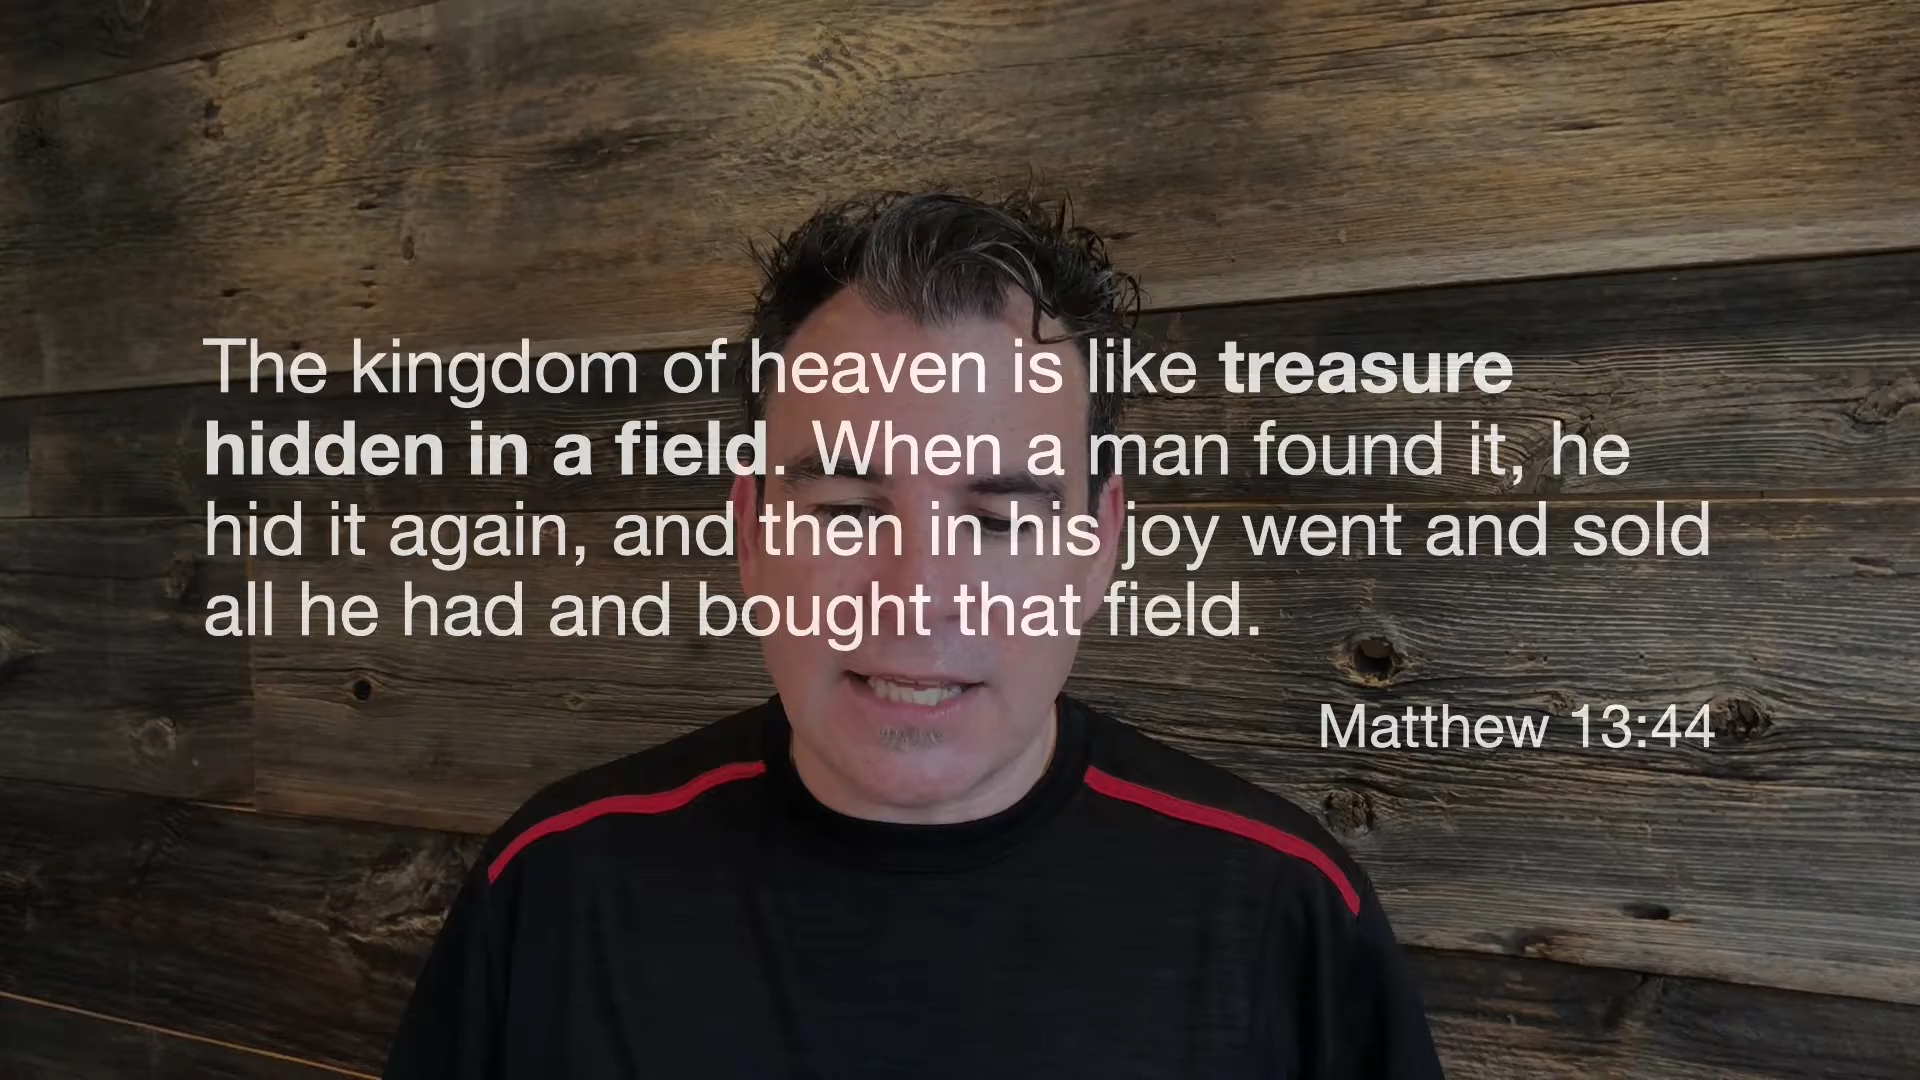 The kingdom of heaven is like treasure
hidden in a field. When a man found it, he
hid it again, and then in his joy went and sold
all he had and bought that field.
Matthew 13:44